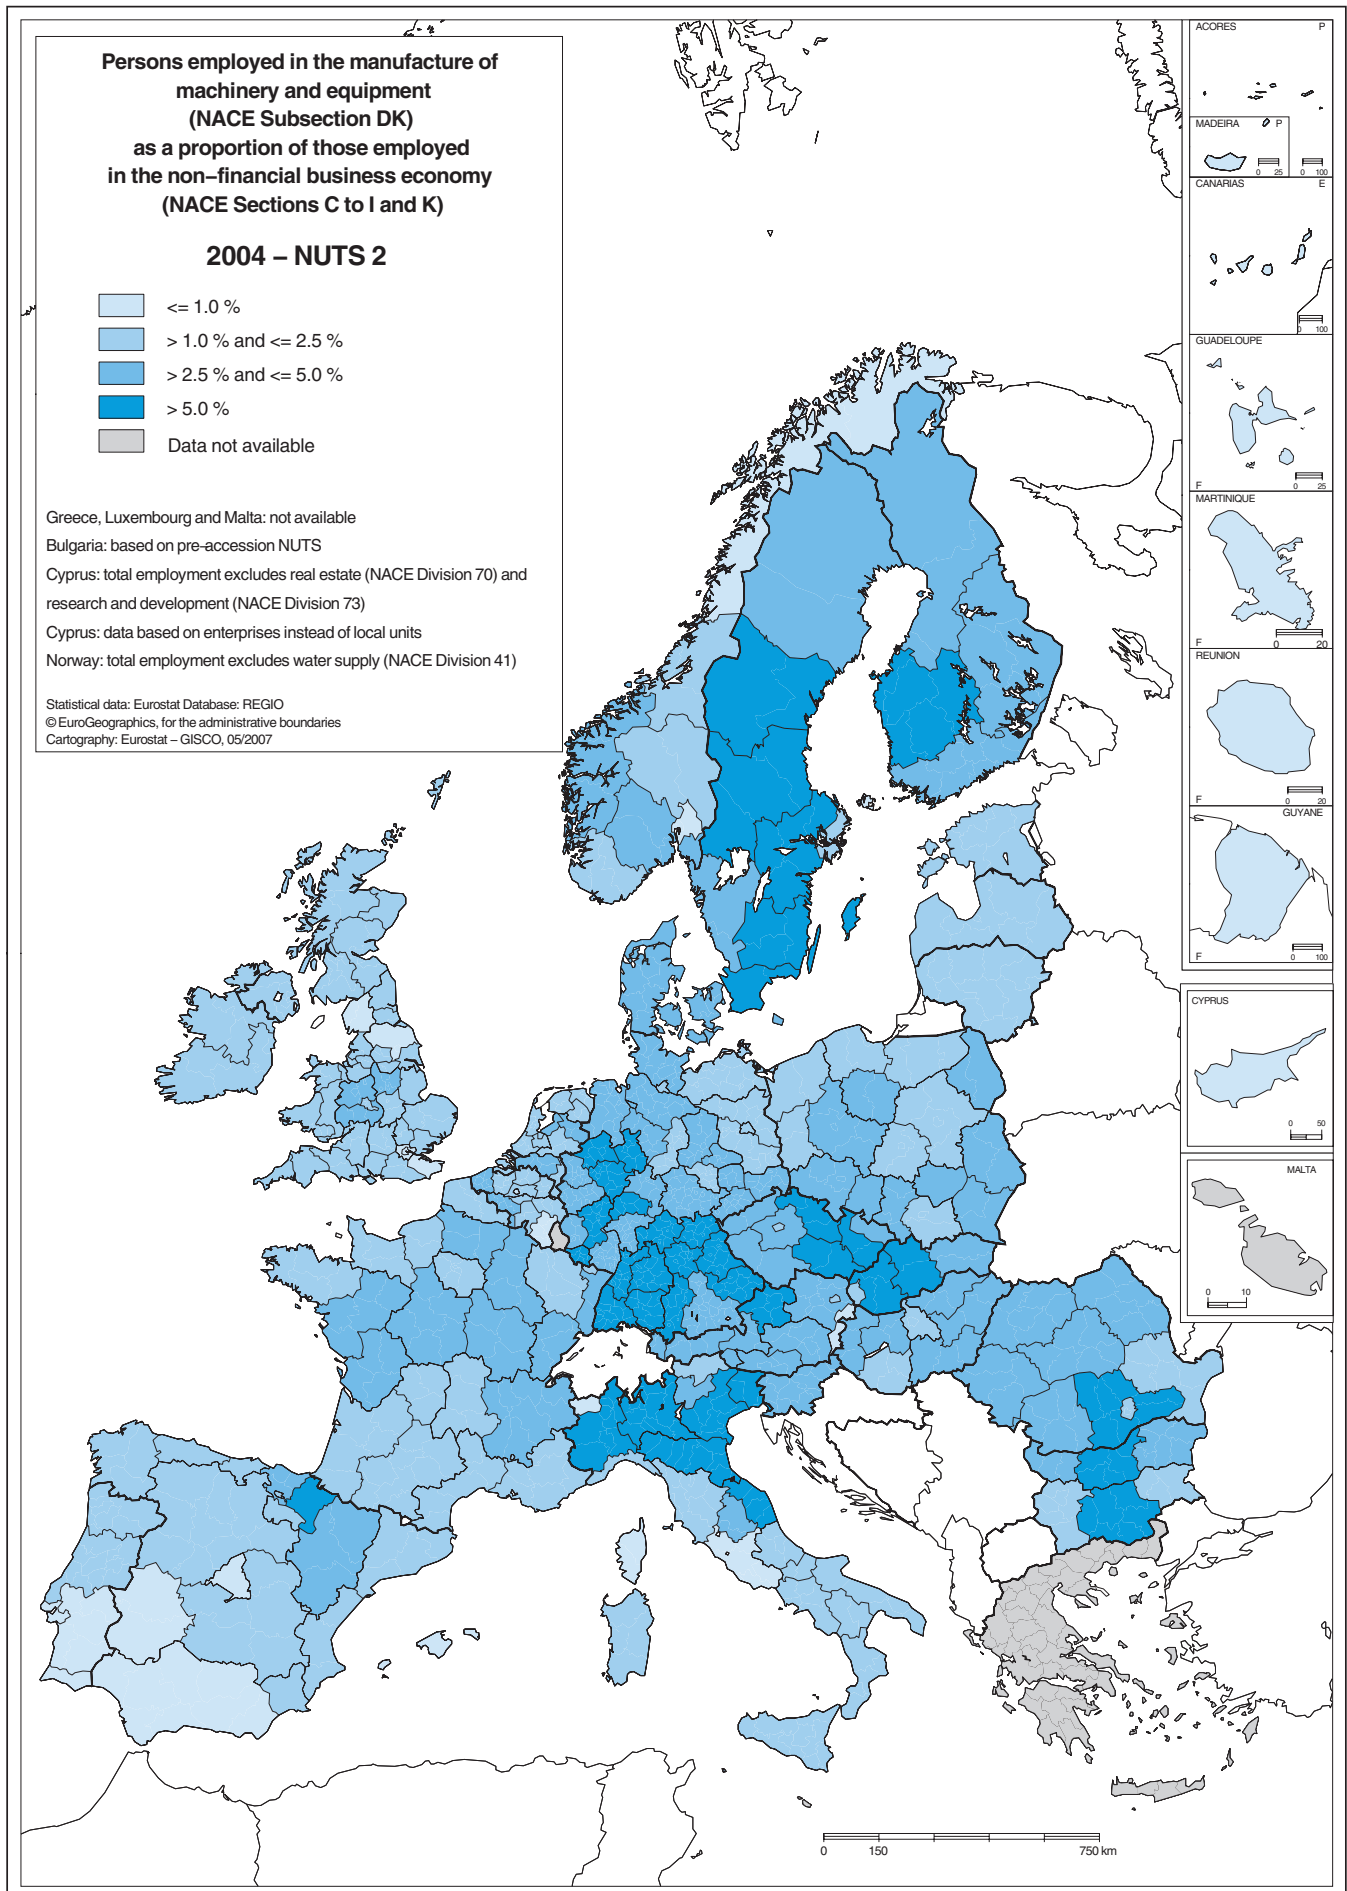 Persons employed in the manufacture of
machinery and equipment
(NACE Subsection DK)
as a proportion of those employed
in the non–financial business economy
(NACE Sections C to I and K)
2004 – NUTS 2
<= 1.0 %
> 1.0 % and <= 2.5 %
> 2.5 % and <= 5.0 %
> 5.0 %
Data not available
Greece, Luxembourg and Malta: not available
Bulgaria: based on pre-accession NUTS
Cyprus: total employment excludes real estate (NACE Division 70) and
research and development (NACE Division 73)
Cyprus: data based on enterprises instead of local units
Norway: total employment excludes water supply (NACE Division 41)
Statistical data: Eurostat Database: REGIO
© EuroGeographics, for the administrative boundaries
Cartography: Eurostat – GISCO, 05/2007
ACORES P
MADEIRA P
0 25 0 100
CANARIAS E
0 100
GUADELOUPE
F 0 25
MARTINIQUE
F 0 20
REUNION
F 0 20
GUYANE
F 0 100
CYPRUS
0 50
MALTA
0 10
0 150 750 km